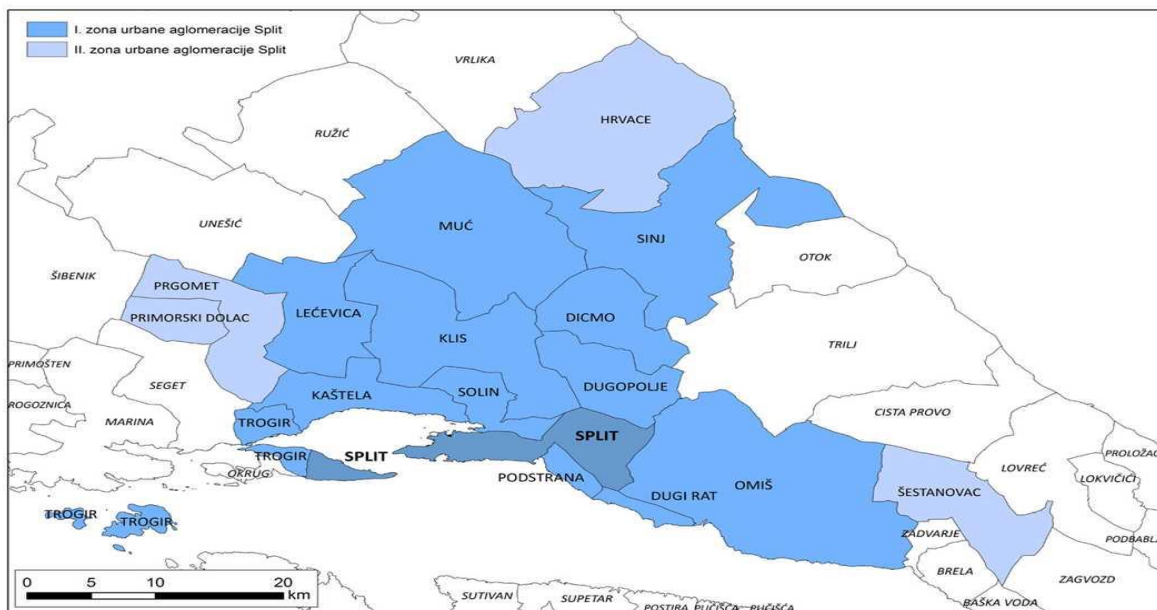 I. zona urbane aglomeracije Split
II. zona urbane aglomeracije Split
VRLIKA
HRVACE
RUŽIĆ
UNEŠIĆ
MUĆ
SINJ
OTOK
ŠIBENIK
PRGOMET
PRIMORSKI DOLAC
LEĆEVICA
DICMO
KLIS
TRILJ
PRIMOŠTEN
SEGET
DUGOPOLJE
SOLIN
KAŠTELA
ROGOZNICA
MARINA
TROGIR
CISTA PROVO
SPLIT
TROGIR
SPLIT
OKRUG
PODSTRANA
DUGI RAT
OMIŠ
ŠESTANOVAC
LOVREĆ
PROLOŽAC
LOKVIČIĆI
TROGIR
TROGIR
ZADVARJE
PODBABLJ
BRELA
ZAGVOZD
BAŠKA VODA
0 5 10 20
km
SUTIVAN
SUPETAR
POSTIRA
PUČIŠĆA
PUČIŠĆA